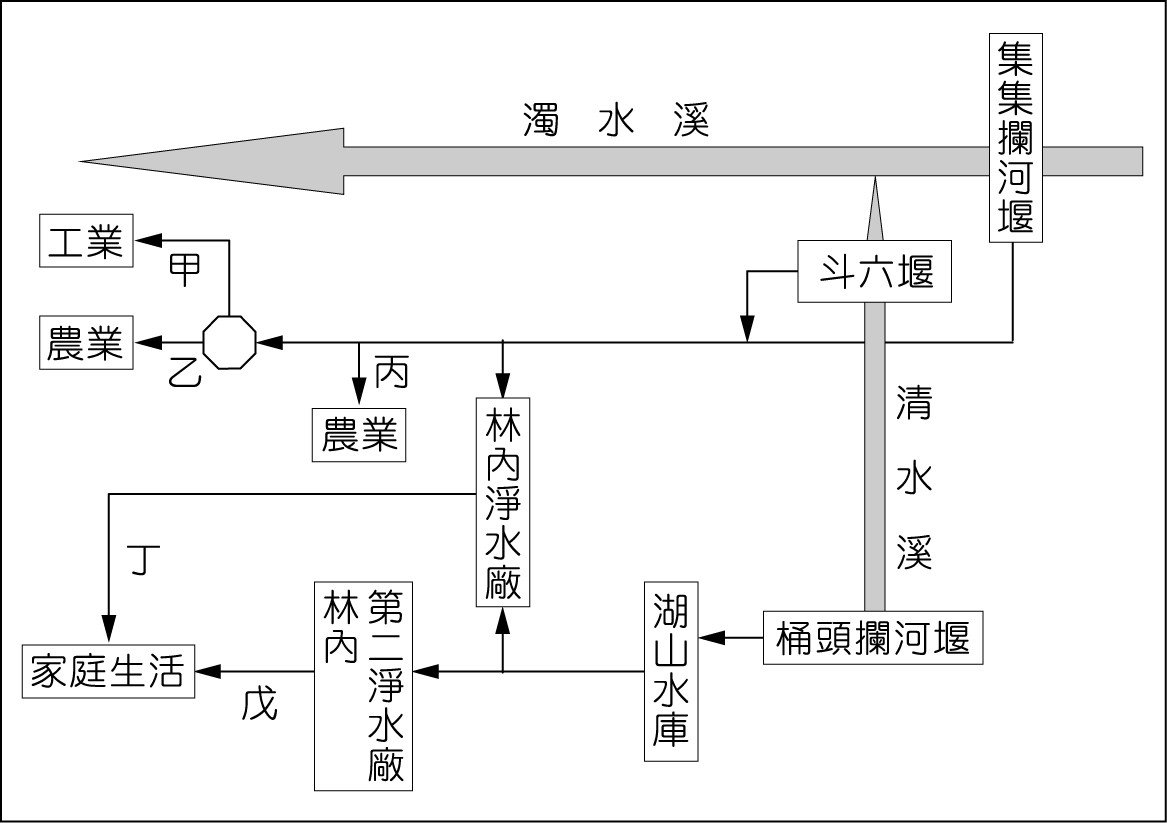 濁水溪
集集攔河堰
工業
甲
斗六堰
農業
乙
丙
農業
清水溪
林內淨水廠
丁
林內第二淨水廠
湖山水庫
桶頭攔河堰
家庭生活
戊